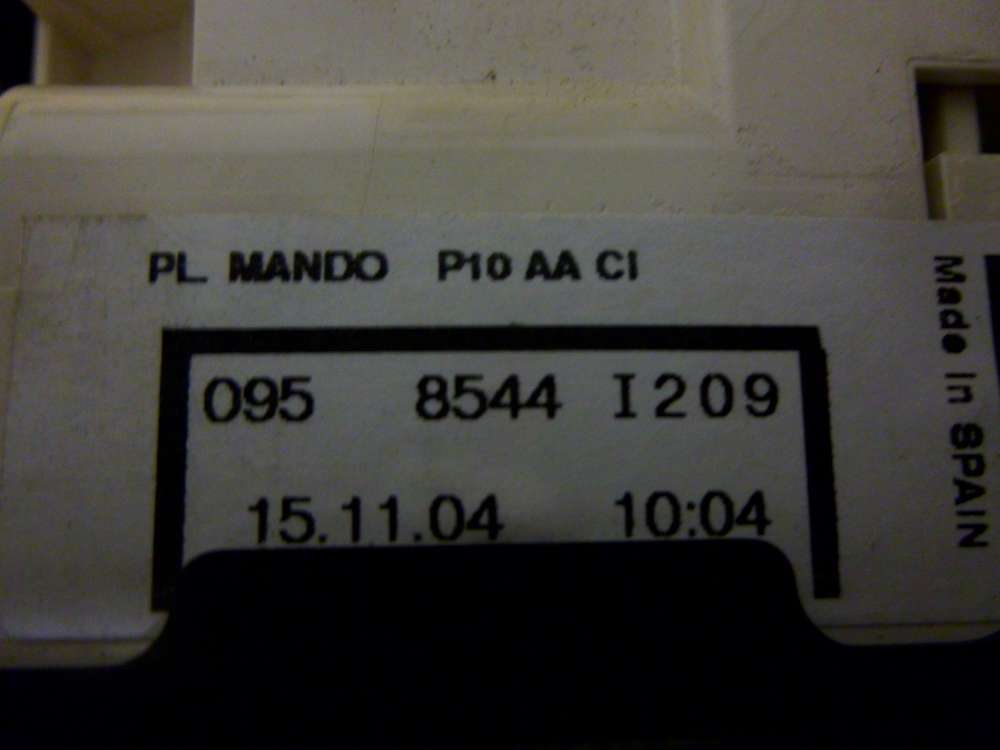 PL. MANDO P10 AA CI
095 8544 I209
15.11.04 10:04
Made In SPAIN